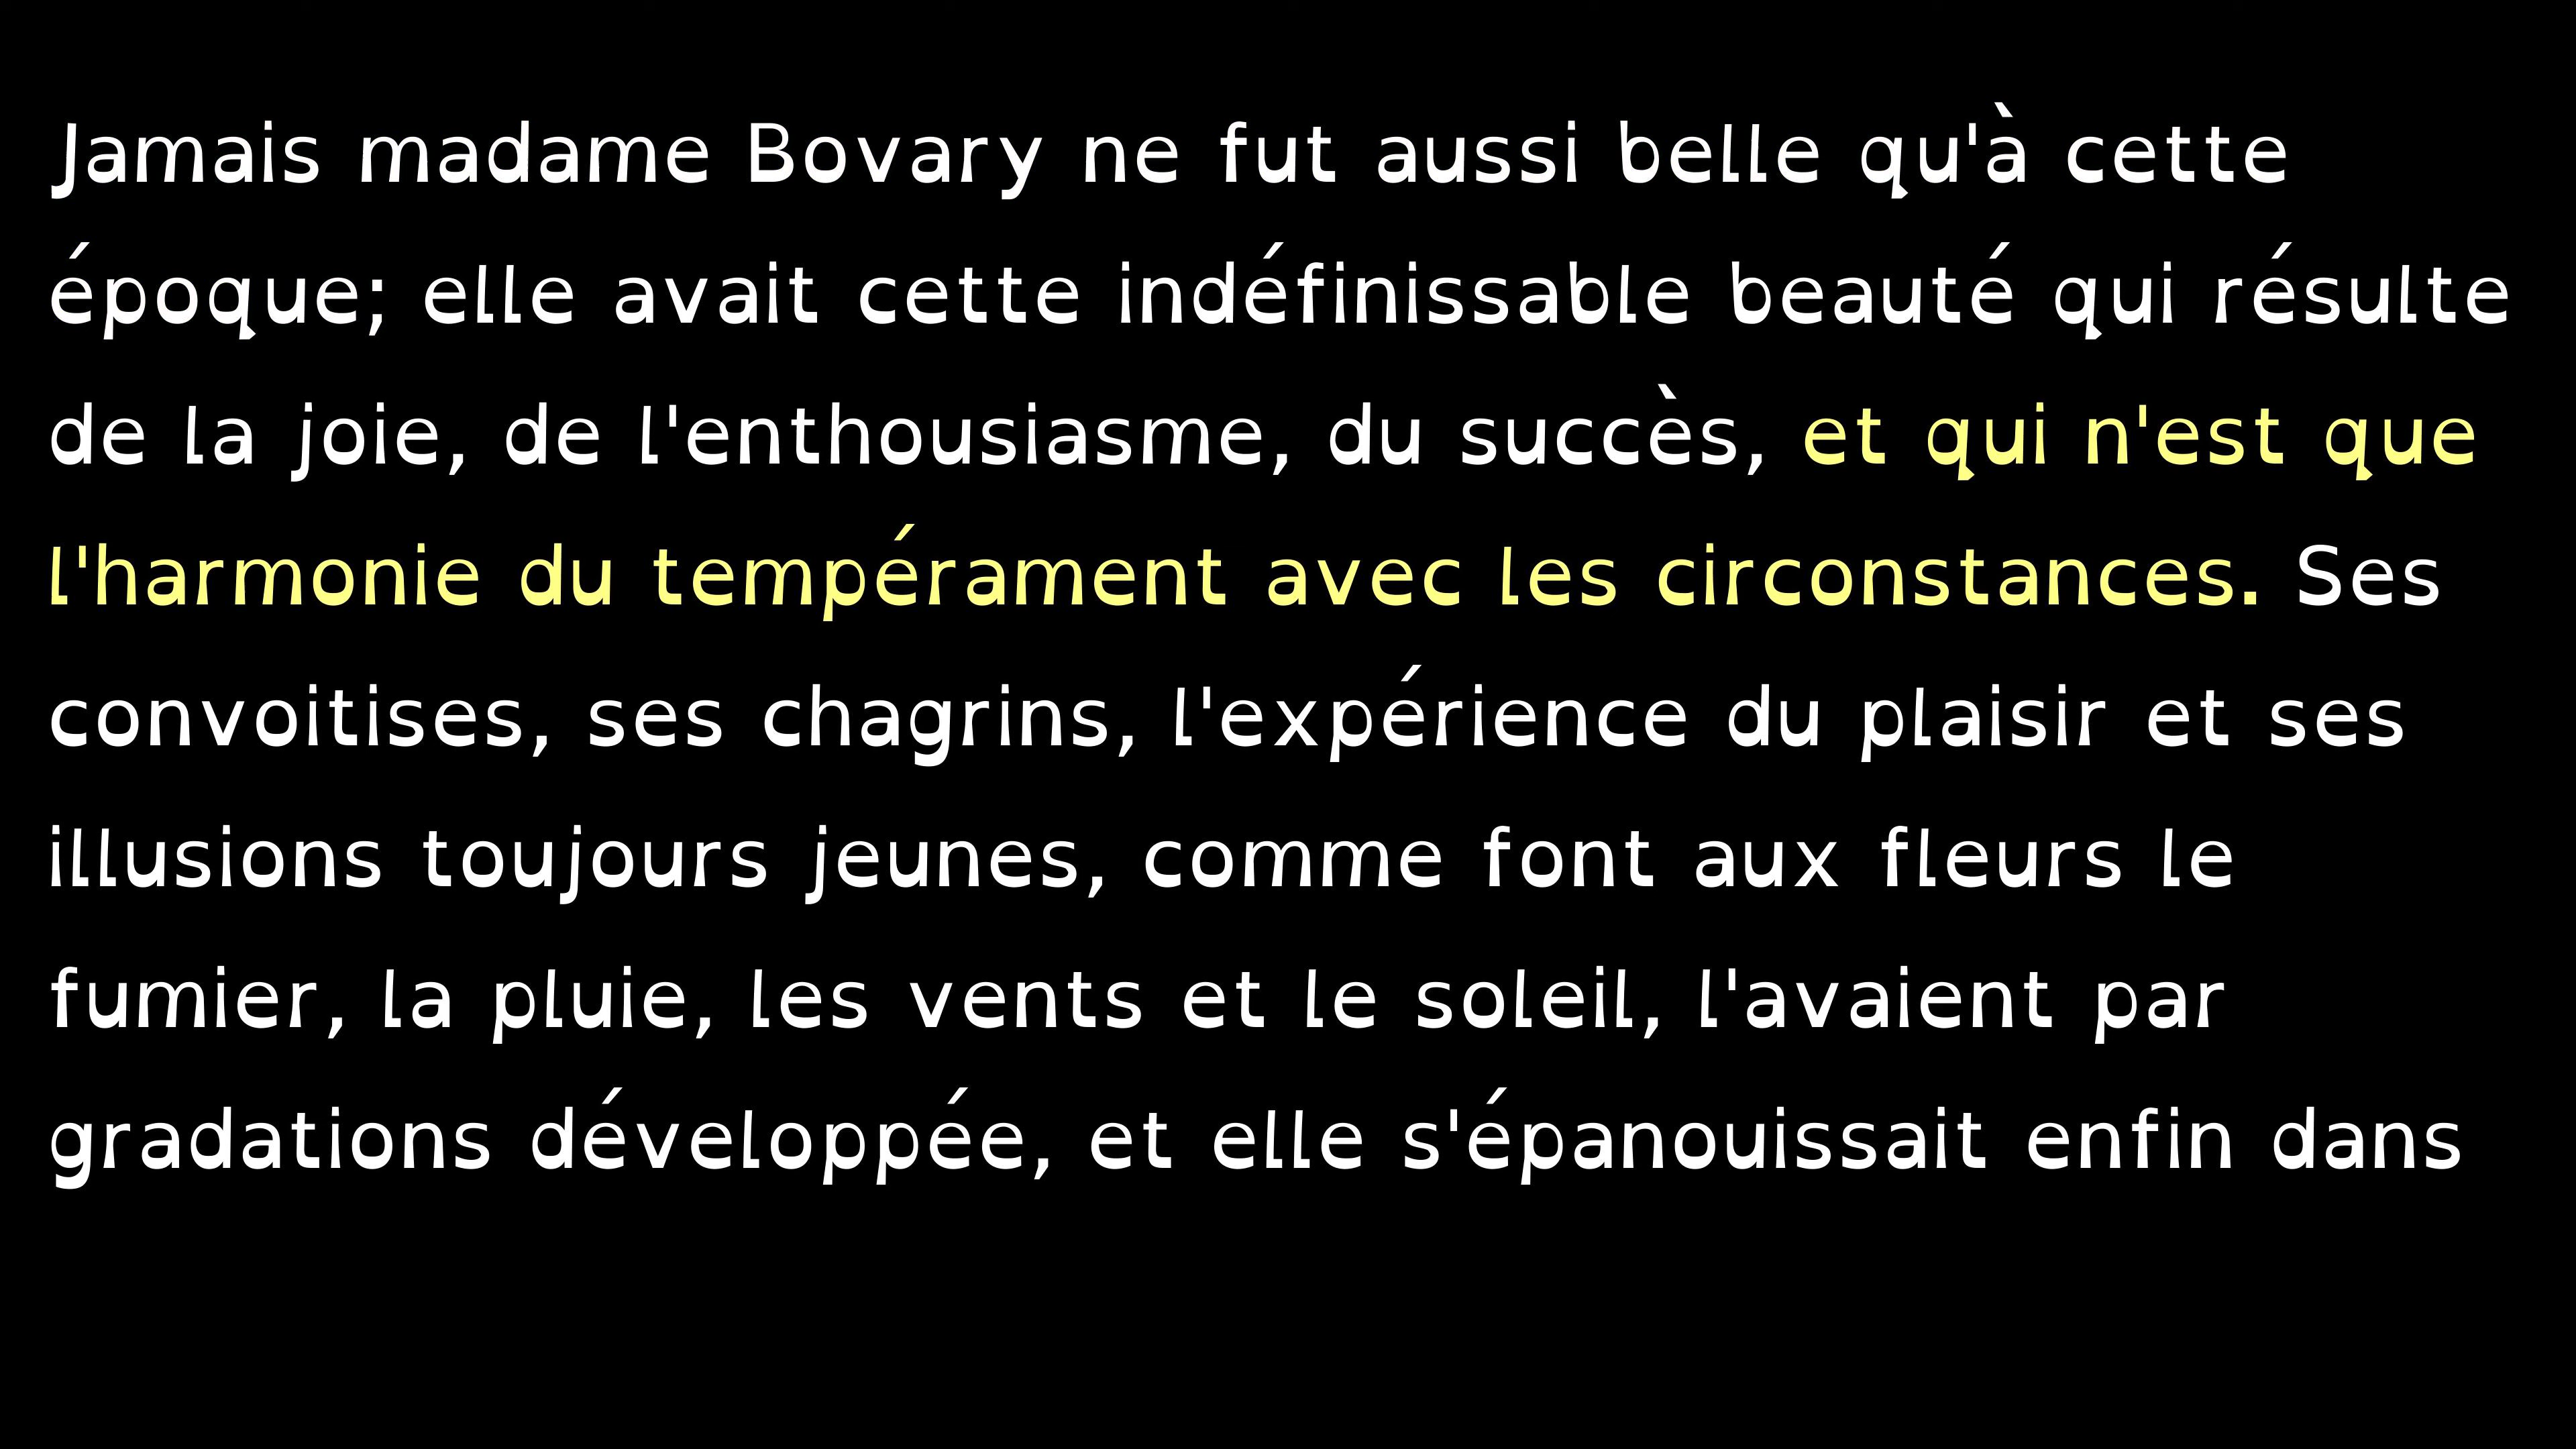 Jamais madame Bovary ne fut aussi belle qu'à cette
époque; elle avait cette indéfinissable beauté qui résulte
de la joie, de l'enthousiasme, du succès, et qui n'est que
l'harmonie du tempérament avec les circonstances. Ses
convoitises, ses chagrins, l'expérience du plaisir et ses
illusions toujours jeunes, comme font aux fleurs le
fumier, la pluie, les vents et le soleil, l'avaient par
gradations développée, et elle s'épanouissait enfin dans